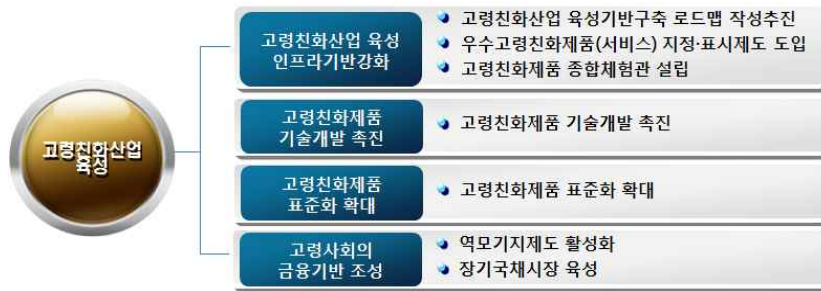 고령친화산업
육성
고령친화산업 육성
인프라기반강화
고령친화산업 육성기반구축 로드맵 작성추진
우수고령친화제품(서비스) 지정·표시제도 도입
고령친화제품 종합체험관 설립
고령친화제품
기술개발 촉진
고령친화제품 기술개발 촉진
고령친화제품
표준화 확대
고령친화제품 표준화 확대
고령사회의
금융기반 조성
역모기지제도 활성화
장기국채시장 육성